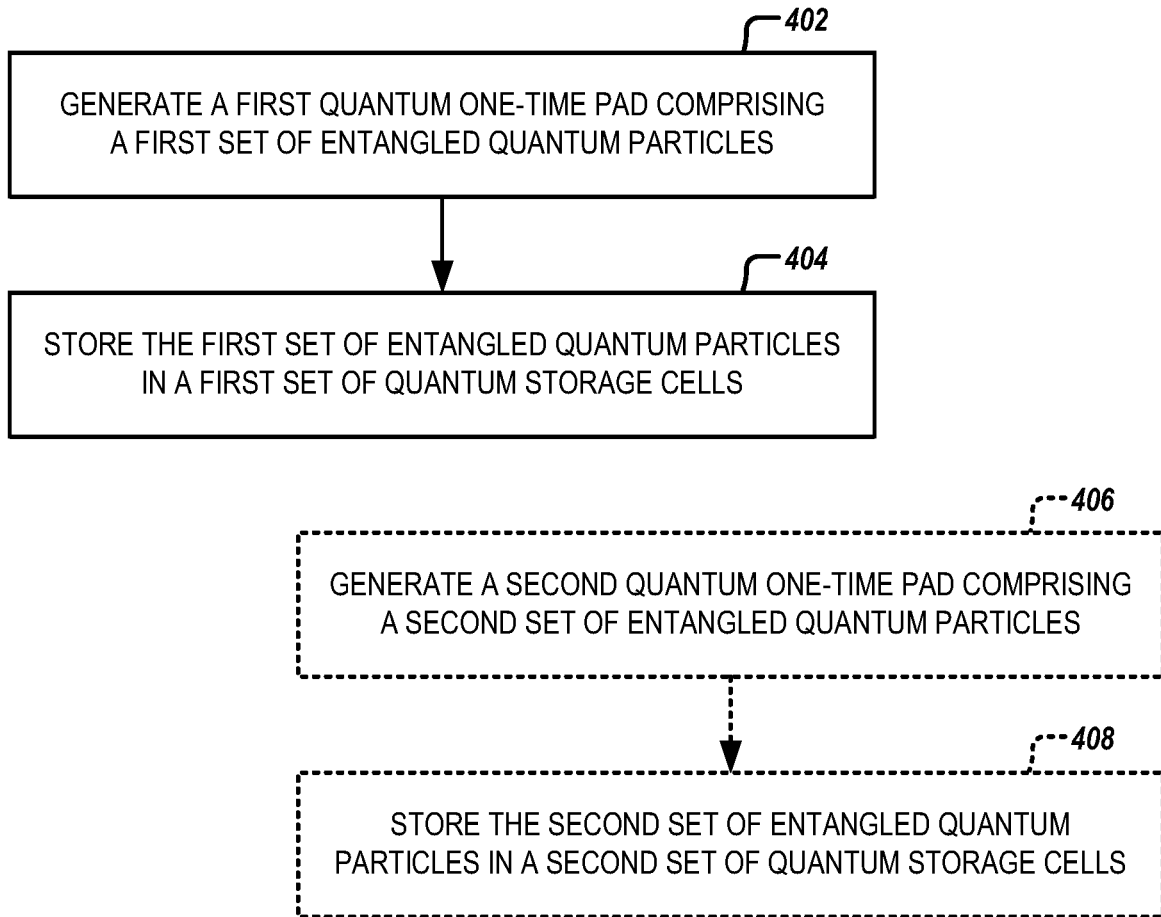 402
GENERATE A FIRST QUANTUM ONE-TIME PAD COMPRISING
A FIRST SET OF ENTANGLED QUANTUM PARTICLES
404
STORE THE FIRST SET OF ENTANGLED QUANTUM PARTICLES
IN A FIRST SET OF QUANTUM STORAGE CELLS
406
GENERATE A SECOND QUANTUM ONE-TIME PAD COMPRISING
A SECOND SET OF ENTANGLED QUANTUM PARTICLES
408
STORE THE SECOND SET OF ENTANGLED QUANTUM
PARTICLES IN A SECOND SET OF QUANTUM STORAGE CELLS